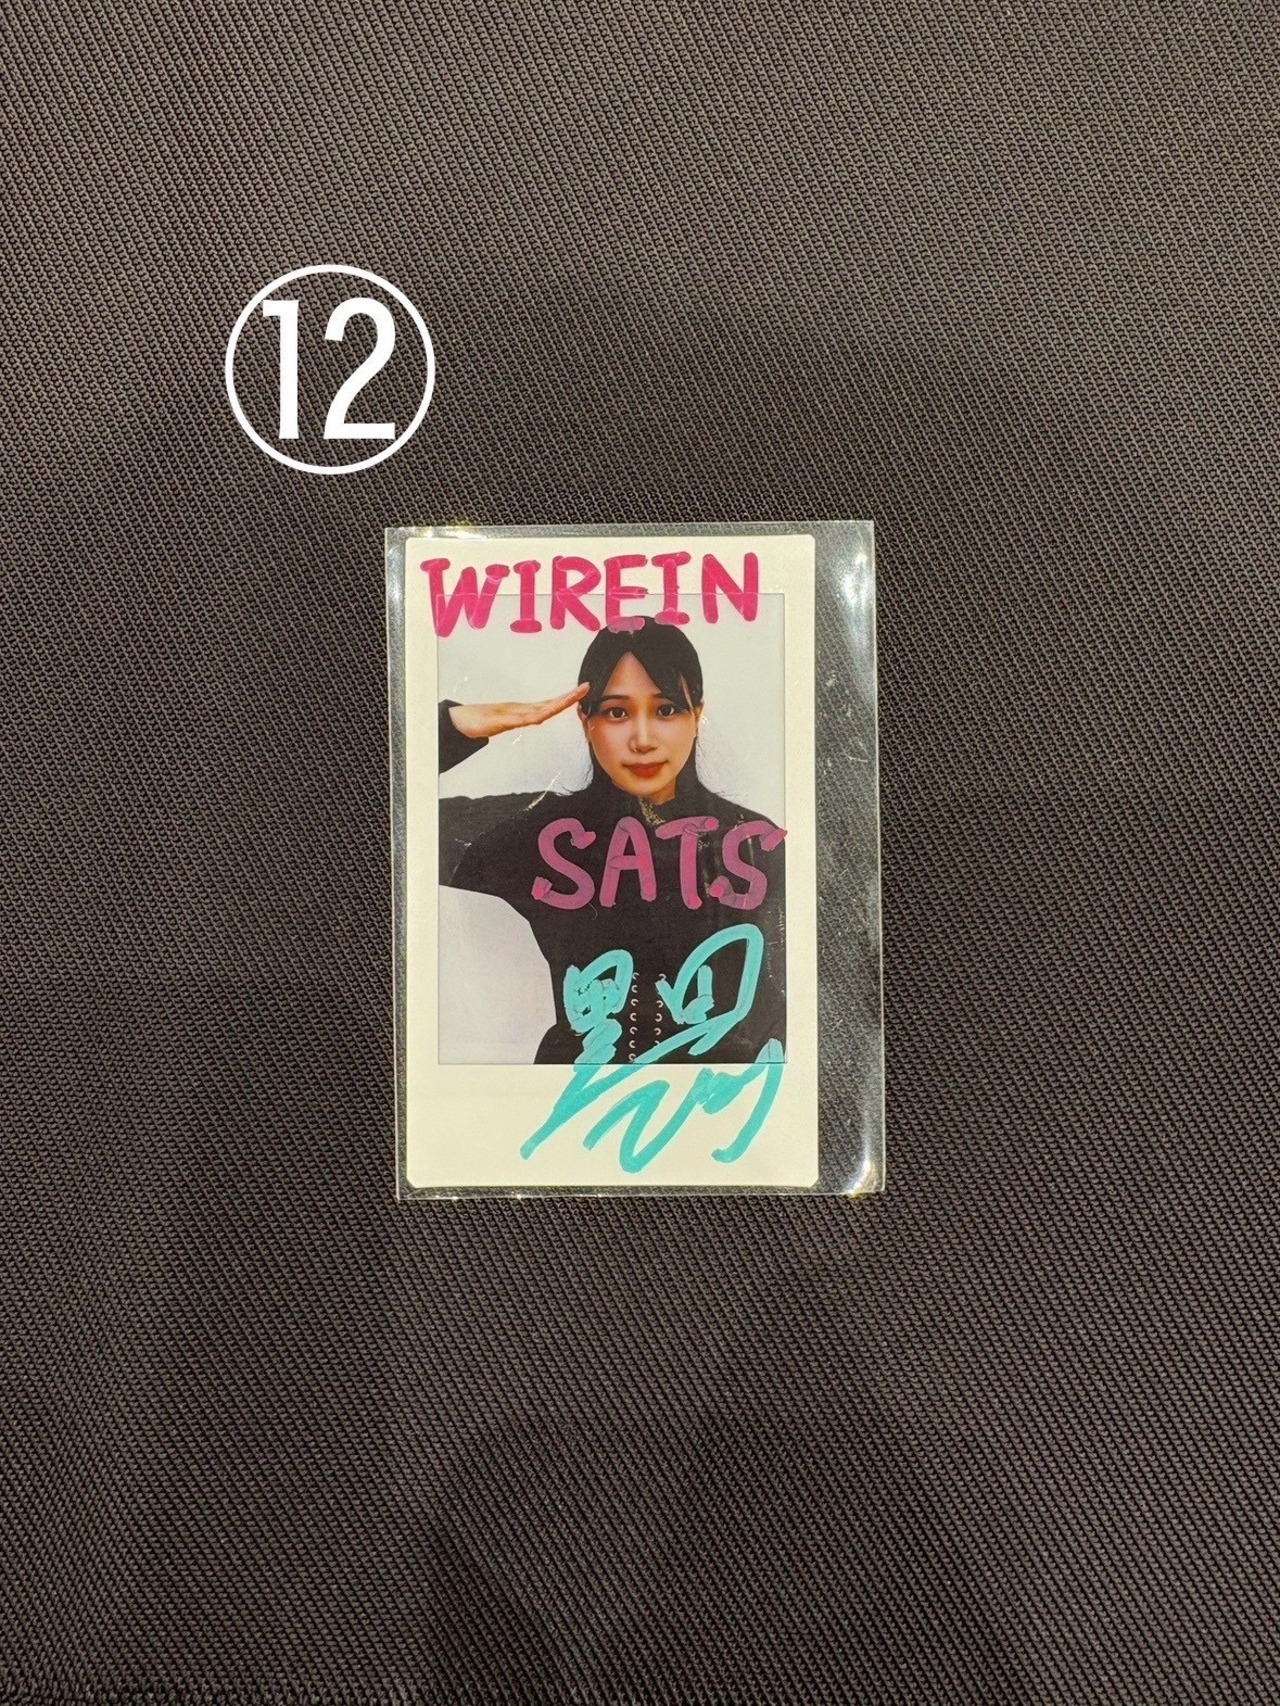 ⑫
WIREIN
SATS